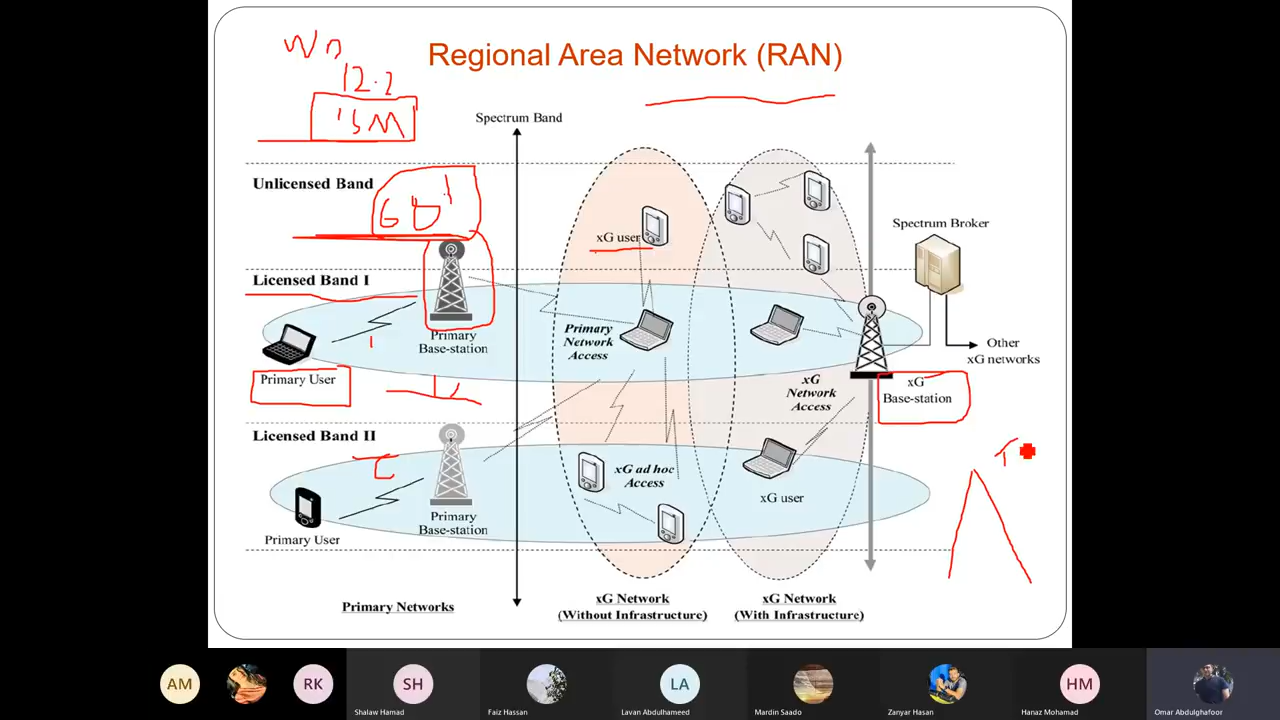 Regional Area Network (RAN)
12.2
Spectrum Band
Unlicensed Band
xG user
Spectrum Broker
Licensed Band I
Primary
Base-station
Primary
Network
Access
Other
xG networks
Primary User
xG
Network
Access
xG
Base-station
Licensed Band II
xG ad hoc
Access
xG user
Primary
Base-station
Primary User
Primary Networks
xG Network
(Without Infrastructure)
xG Network
(With Infrastructure)
AM
RK
SH
LA
HM
Shalaw Hamad
Faiz Hassan
Lavan Abdulhameed
Mardin Saado
Zanyar Hasan
Hanaz Mohamad
Omar Abdulghafoor